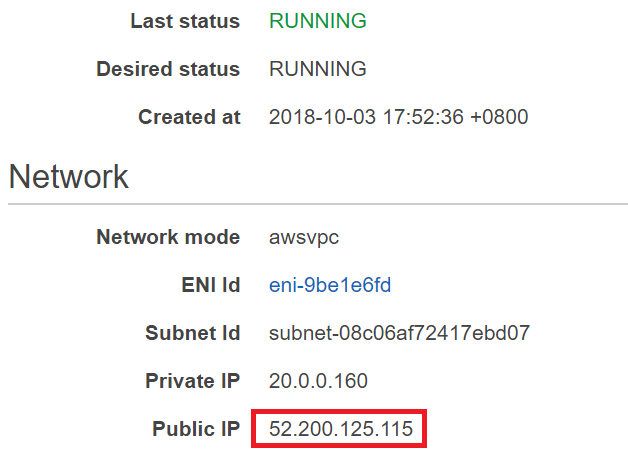 Last status RUNNING
Desired status RUNNING
Created at 2018-10-03 17:52:36 +0800
Network
Network mode awsvpc
ENI Id eni-9be1e6fd
Subnet Id subnet-08c06af72417ebd07
Private IP 20.0.0.160
Public IP 52.200.125.115